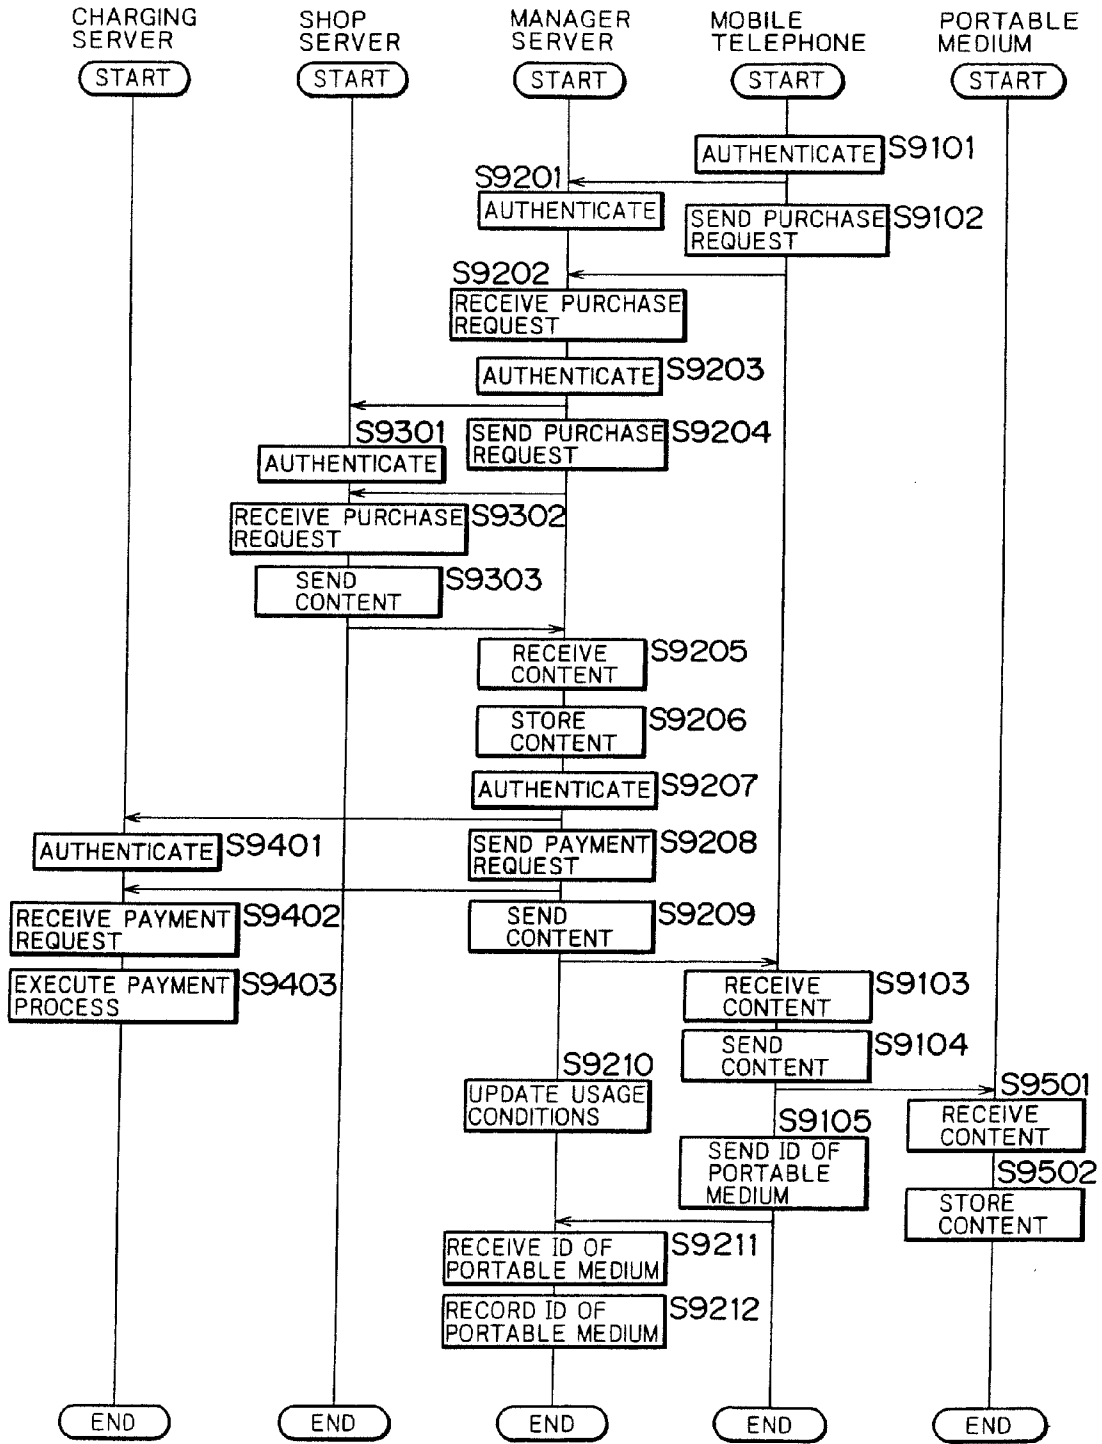 CHARGING
SERVER
SHOP
SERVER
MANAGER
SERVER
MOBILE
TELEPHONE
PORTABLE
MEDIUM
START
START
START
START
START
AUTHENTICATE
S9101
S9201
AUTHENTICATE
SEND PURCHASE
REQUEST
S9102
S9202
RECEIVE PURCHASE
REQUEST
AUTHENTICATE
S9203
S9301
AUTHENTICATE
SEND PURCHASE
REQUEST
S9204
RECEIVE PURCHASE
REQUEST
S9302
SEND
CONTENT
S9303
RECEIVE
CONTENT
S9205
STORE
CONTENT
S9206
AUTHENTICATE
S9207
AUTHENTICATE
S9401
SEND PAYMENT
REQUEST
S9208
RECEIVE PAYMENT
REQUEST
S9402
SEND
CONTENT
S9209
EXECUTE PAYMENT
PROCESS
S9403
RECEIVE
CONTENT
S9103
SEND
CONTENT
S9104
S9210
UPDATE USAGE
CONDITIONS
S9501
RECEIVE
CONTENT
S9105
SEND ID OF
PORTABLE
MEDIUM
S9502
STORE
CONTENT
RECEIVE ID OF
PORTABLE MEDIUM
S9211
RECORD ID OF
PORTABLE MEDIUM
S9212
END
END
END
END
END